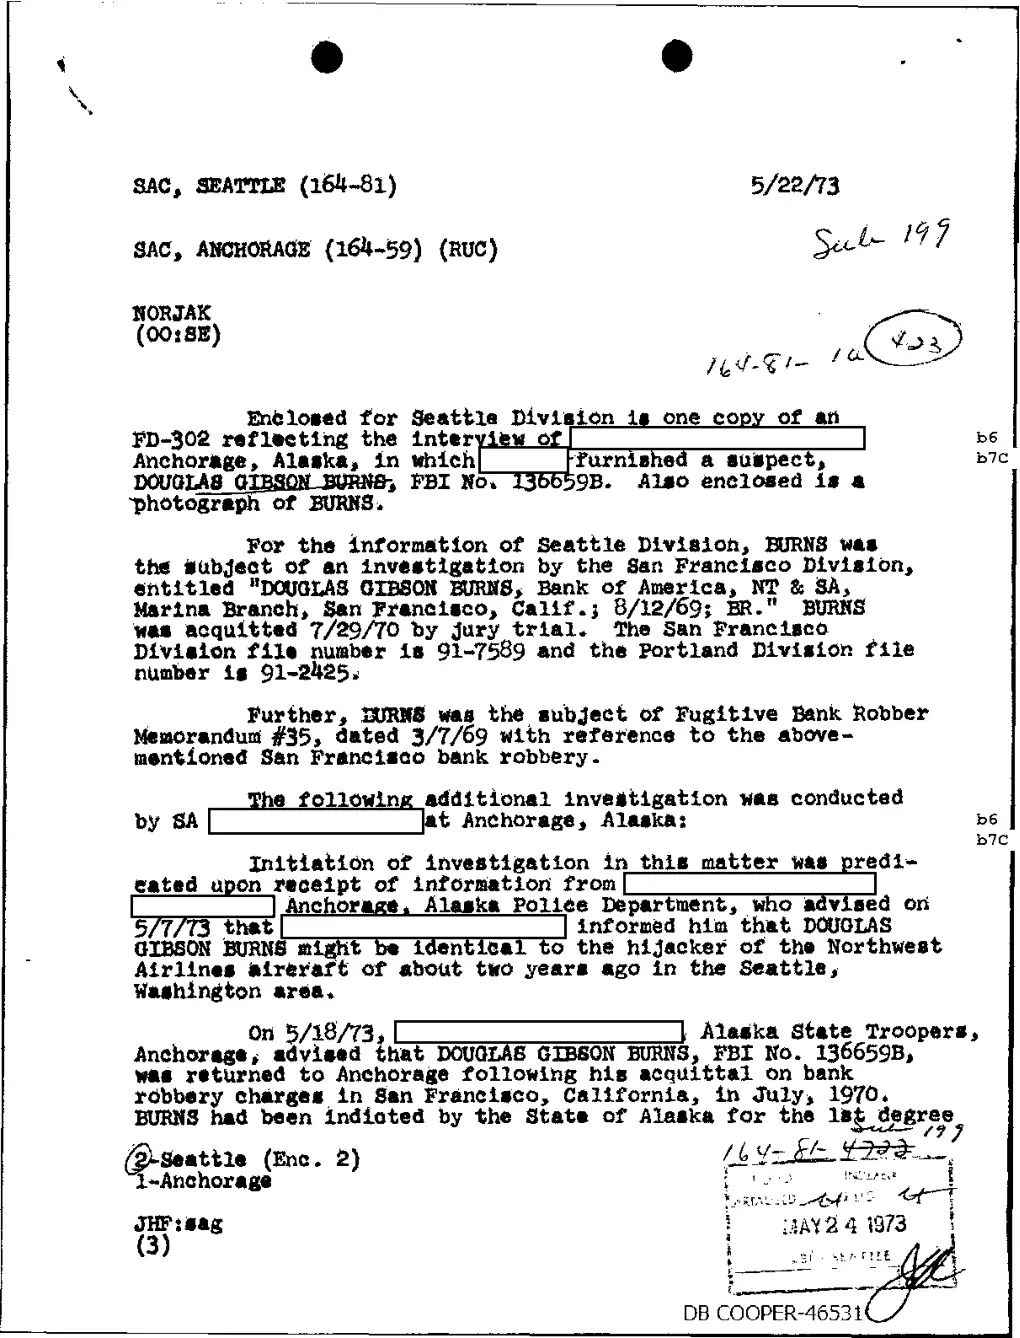 SAC, SEATTLE (164-81) 5/22/73
SAC, ANCHORAGE (164-59) (RUC)
Sub 199
NORJAK
(OO:SE)
164-81- 1a 423
Enclosed for Seattle Division is one copy of an
FD-302 reflecting the interview of
b6
Anchorage, Alaska, in which furnished a suspect,
b7C
DOUGLAS GIBSON BURNS, FBI No. 136659B. Also enclosed is a
photograph of BURNS.
For the information of Seattle Division, BURNS was
the subject of an investigation by the San Francisco Division,
entitled "DOUGLAS GIBSON BURNS, Bank of America, NT & SA,
Marina Branch, San Francisco, Calif.; 8/12/69; BR." BURNS
was acquitted 7/29/70 by jury trial. The San Francisco
Division file number is 91-7589 and the Portland Division file
number is 91-2425.
Further, BURNS was the subject of Fugitive Bank Robber
Memorandum #35, dated 3/7/69 with reference to the above-
mentioned San Francisco bank robbery.
The following additional investigation was conducted
by SA at Anchorage, Alaska:
b6
b7C
Initiation of investigation in this matter was predi-
cated upon receipt of information from
Anchorage, Alaska Police Department, who advised on
5/7/73 that informed him that DOUGLAS
GIBSON BURNS might be identical to the hijacker of the Northwest
Airlines aircraft of about two years ago in the Seattle,
Washington area.
On 5/18/73, Alaska State Troopers,
Anchorage, advised that DOUGLAS GIBSON BURNS, FBI No. 136659B,
was returned to Anchorage following his acquittal on bank
robbery charges in San Francisco, California, in July, 1970.
BURNS had been indicted by the State of Alaska for the 1st degree
Sub 199
2-Seattle (Enc. 2)
164-81-4722
1-Anchorage
JHF:sag
MAY 24 1973
(3)
FBI - SEATTLE
DB COOPER-46531